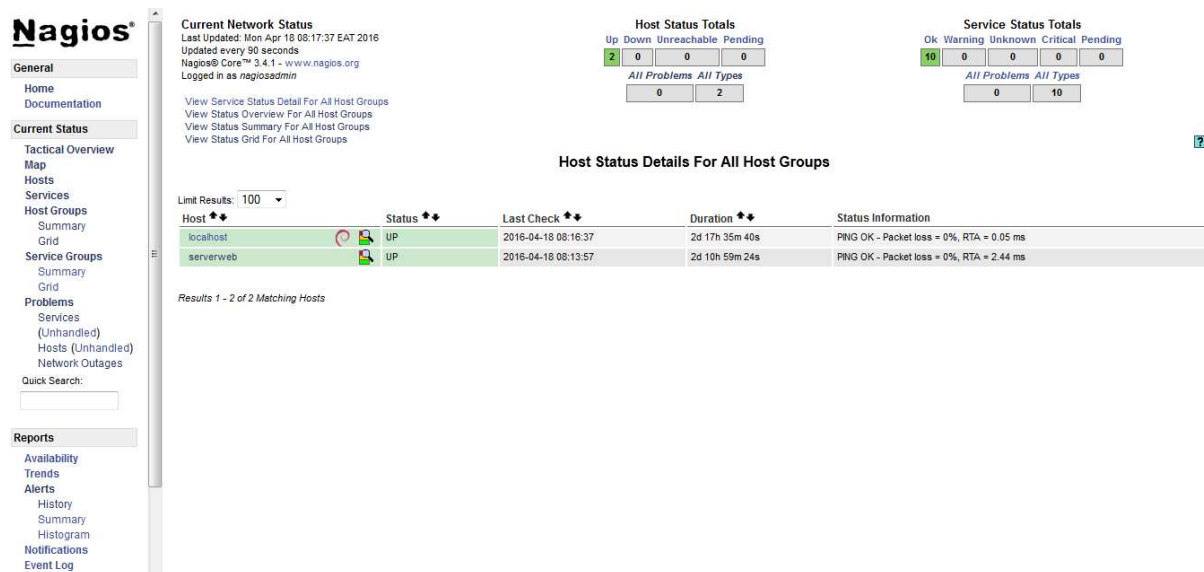 Nagios®
General
Home
Documentation
Current Status
Tactical Overview
Map
Hosts
Services
Host Groups
Summary
Grid
Service Groups
Summary
Grid
Problems
Services
(Unhandled)
Hosts (Unhandled)
Network Outages
Quick Search:
Reports
Availability
Trends
Alerts
History
Summary
Histogram
Notifications
Event Log
Current Network Status
Last Updated: Mon Apr 18 08:17:37 EAT 2016
Updated every 90 seconds
Nagios® Core™ 3.4.1 - www.nagios.org
Logged in as nagiosadmin
View Service Status Detail For All Host Groups
View Status Overview For All Host Groups
View Status Summary For All Host Groups
View Status Grid For All Host Groups
Host Status Totals
Up Down Unreachable Pending
2 0 0 0
All Problems All Types
0 2
Service Status Totals
Ok Warning Unknown Critical Pending
10 0 0 0 0
All Problems All Types
0 10
?
Host Status Details For All Host Groups
Limit Results: 100
Host Status Last Check Duration Status Information
localhost UP 2016-04-18 08:16:37 2d 17h 35m 40s PING OK - Packet loss = 0%, RTA = 0.05 ms
serverweb UP 2016-04-18 08:13:57 2d 10h 59m 24s PING OK - Packet loss = 0%, RTA = 2.44 ms
Results 1 - 2 of 2 Matching Hosts